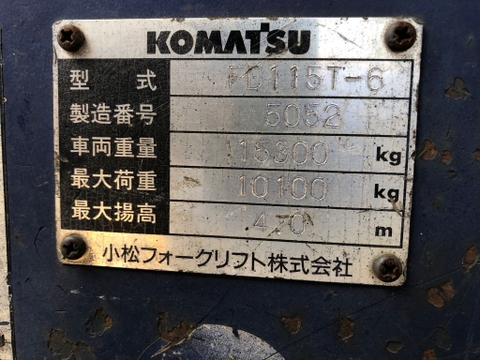 KOMATSU
型 式 FD115T-6
製造番号 5052
車両重量 15300 kg
最大荷重 10100 kg
最大揚高 4.0 m
小松フォークリフト株式会社